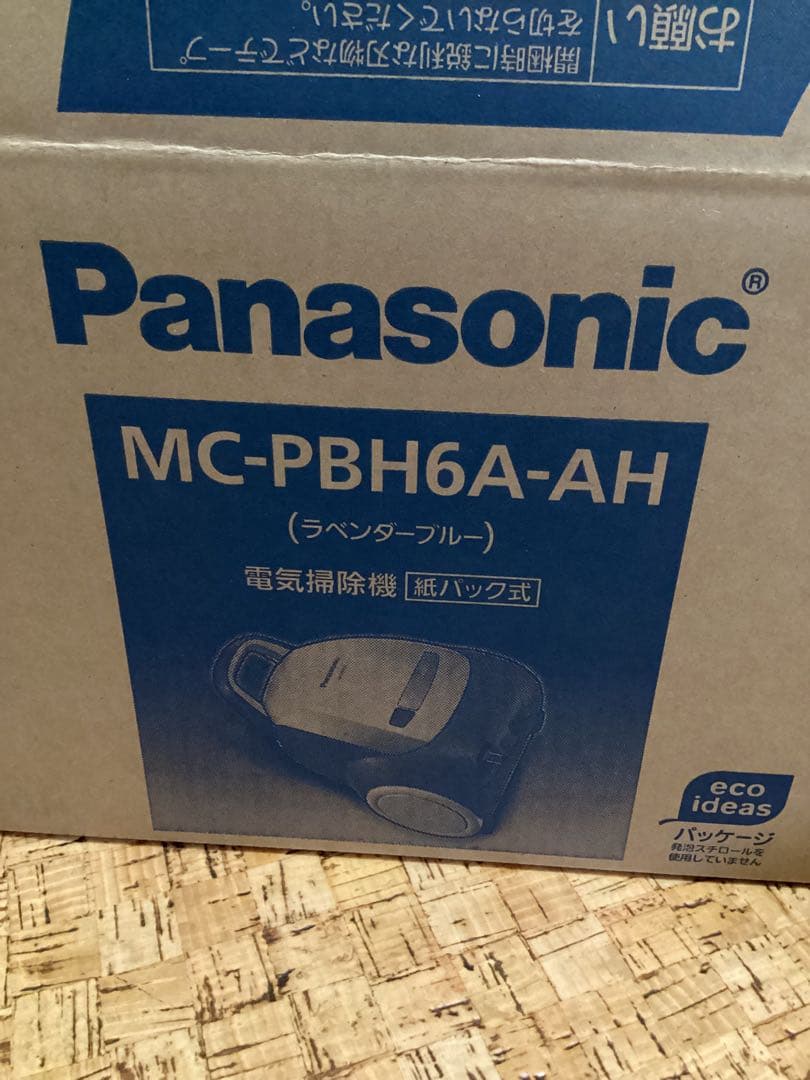 お願い
開梱時に鋭利な刃物などでテープ
を切らないでください。
Panasonic®
MC-PBH6A-AH
(ラベンダーブルー)
電気掃除機 紙パック式
Panasonic
eco
ideas
パッケージ
発泡スチロールを
使用していません